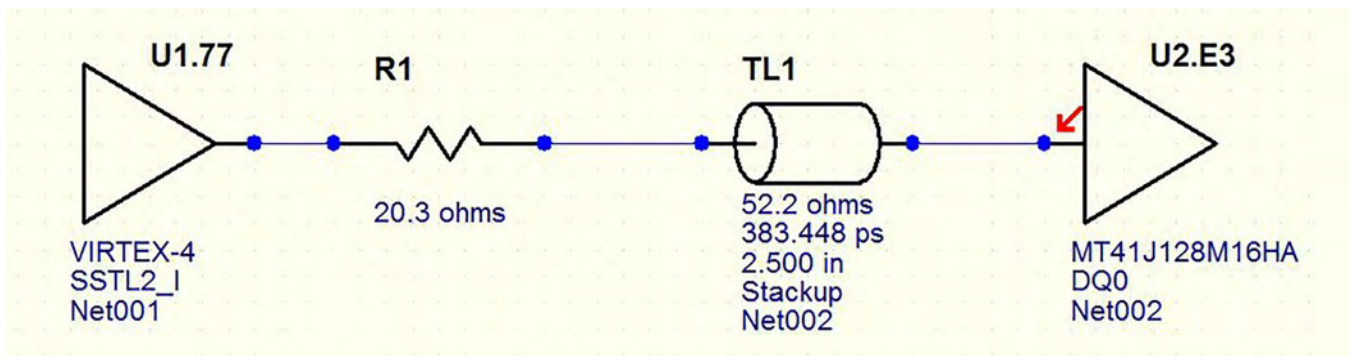 U1.77
R1
TL1
U2.E3
20.3 ohms
52.2 ohms
383.448 ps
2.500 in
Stackup
Net002
VIRTEX-4
SSTL2_I
Net001
MT41J128M16HA
DQ0
Net002